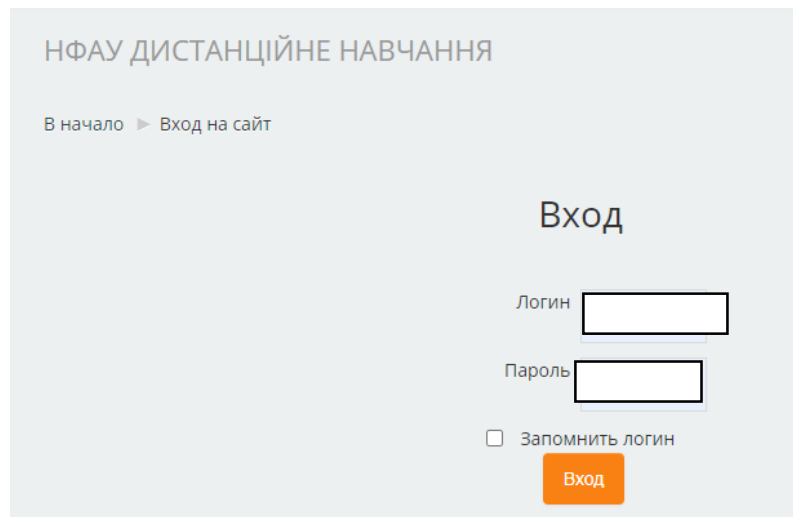 НФАУ ДИСТАНЦІЙНЕ НАВЧАННЯ
В начало ► Вход на сайт
Вход
Логин
Пароль
Запомнить логин
Вход